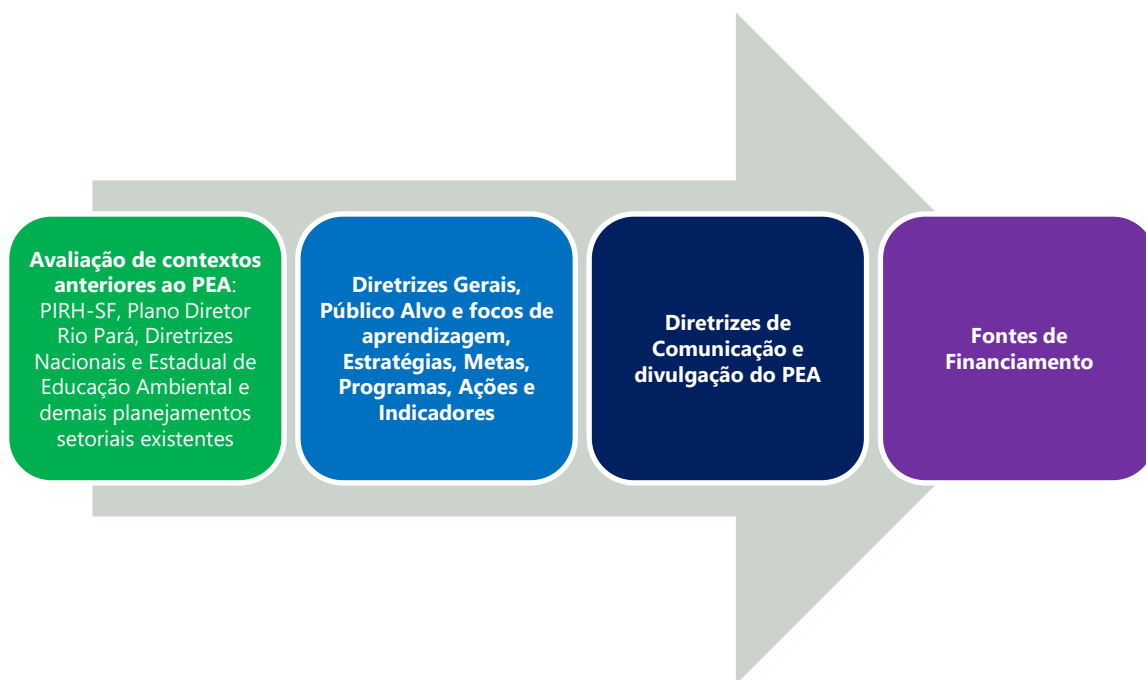 Avaliação de contextos
anteriores ao PEA:
PIRH-SF, Plano Diretor
Rio Pará, Diretrizes
Nacionais e Estadual de
Educação Ambiental e
demais planejamentos
setoriais existentes
Diretrizes Gerais,
Público Alvo e focos de
aprendizagem,
Estratégias, Metas,
Programas, Ações e
Indicadores
Diretrizes de
Comunicação e
divulgação do PEA
Fontes de
Financiamento